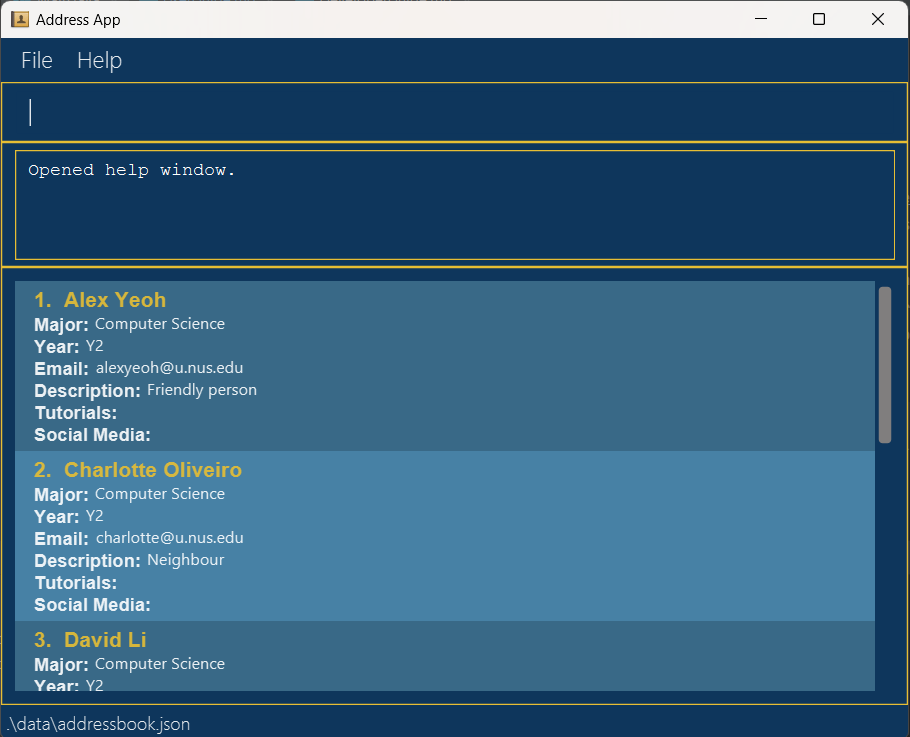 Address App
File Help
Opened help window.
1. Alex Yeoh
Major: Computer Science
Year: Y2
Email: alexyeoh@u.nus.edu
Description: Friendly person
Tutorials:
Social Media:
2. Charlotte Oliveiro
Major: Computer Science
Year: Y2
Email: charlotte@u.nus.edu
Description: Neighbour
Tutorials:
Social Media:
3. David Li
Major: Computer Science
Year: Y2
.\data\addressbook.json